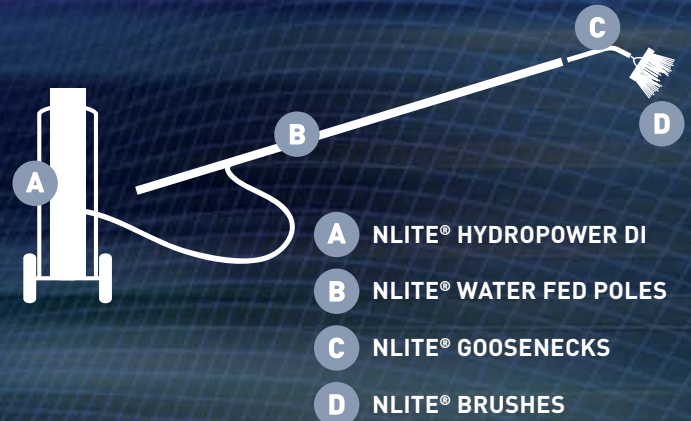 C
D
B
A
A NLITE® HYDROPOWER DI
B NLITE® WATER FED POLES
C NLITE® GOOSENECKS
D NLITE® BRUSHES